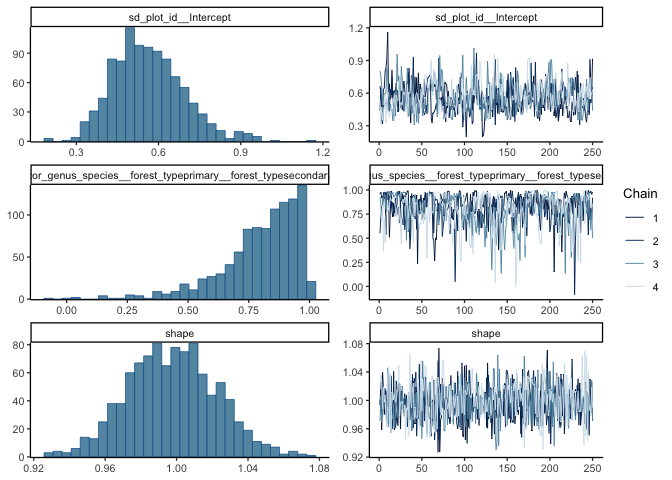 sd_plot_id__Intercept
sd_plot_id__Intercept
90
60
30
0
0.3 0.6 0.9 1.2
1.2
0.9
0.6
0.3
0 50 100 150 200 250
or_genus_species__forest_typeprimary__forest_typesecondar
us_species__forest_typeprimary__forest_typese
100
50
0
0.00 0.25 0.50 0.75 1.00
1.00
0.75
0.50
0.25
0.00
0 50 100 150 200 250
Chain
1
2
3
4
shape
shape
80
60
40
20
0
0.92 0.96 1.00 1.04 1.08
1.08
1.04
1.00
0.96
0.92
0 50 100 150 200 250